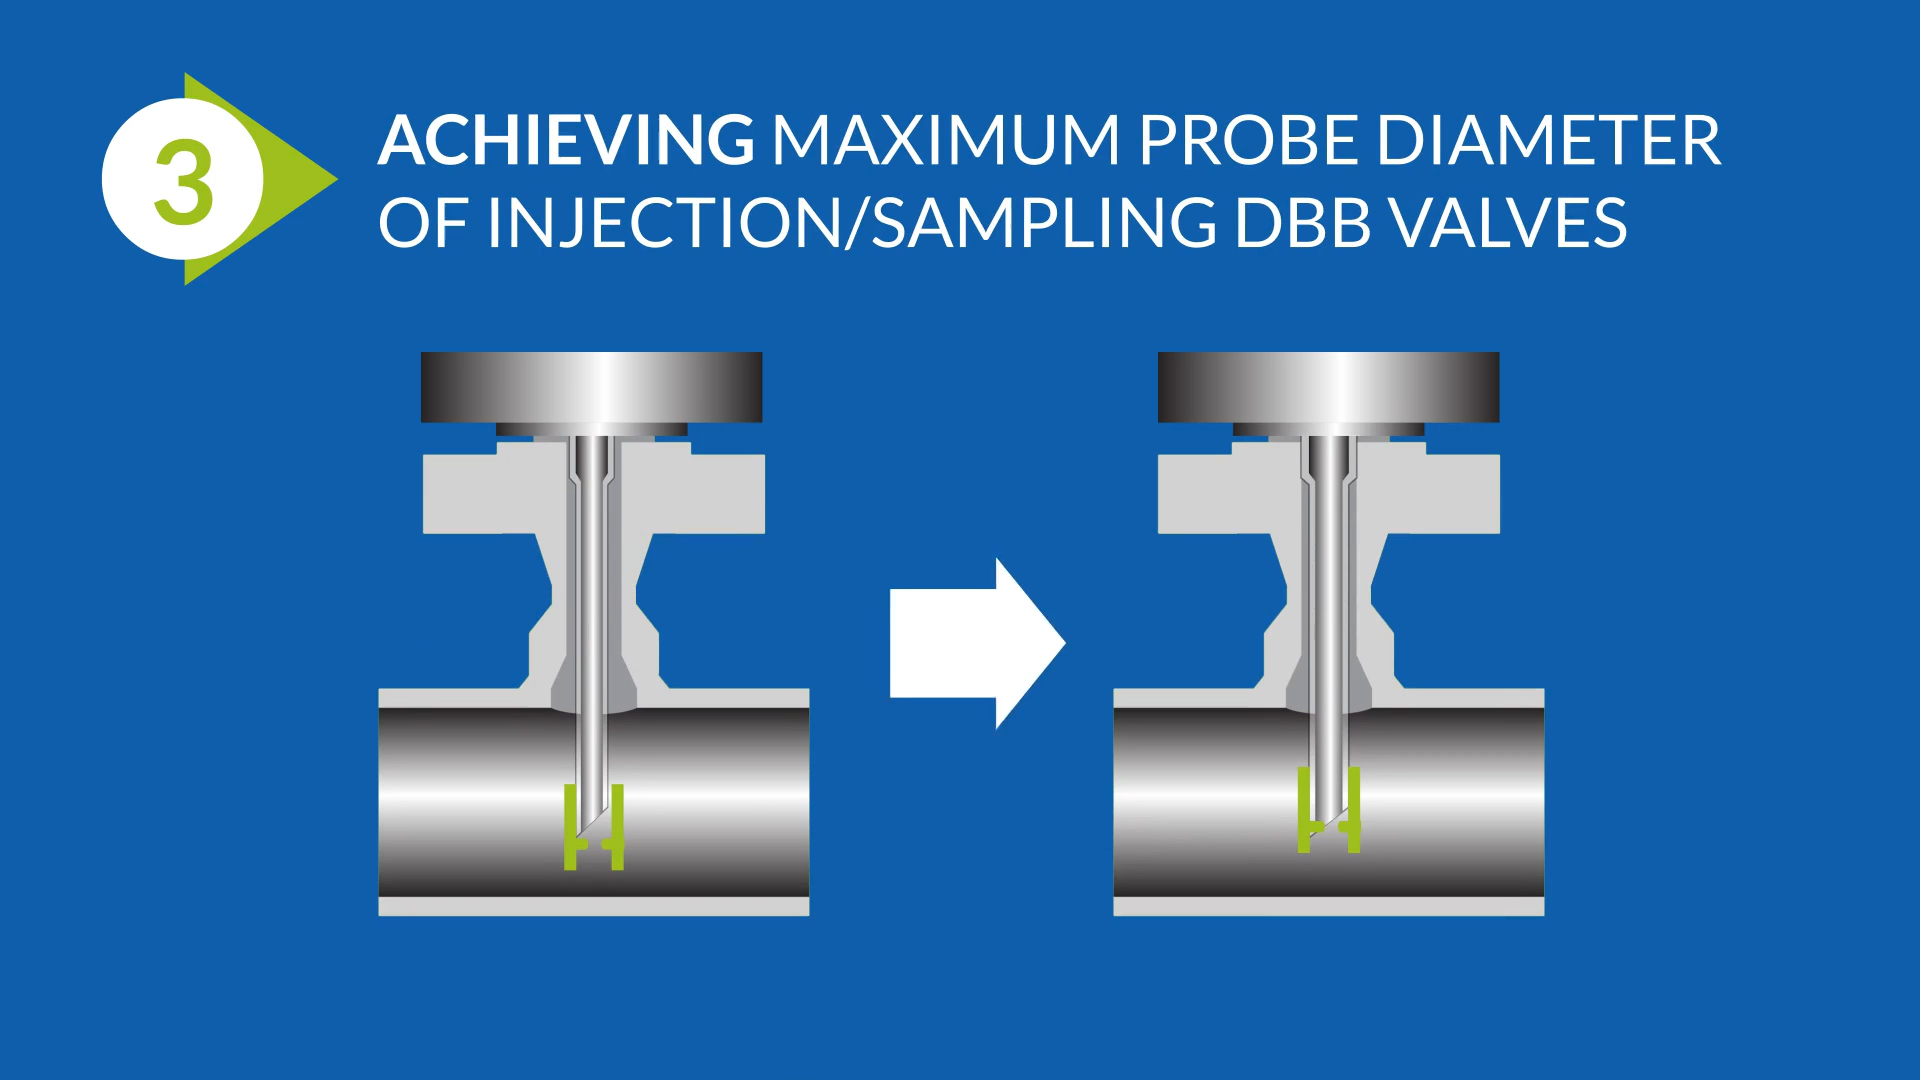 3
ACHIEVING MAXIMUM PROBE DIAMETER
OF INJECTION/SAMPLING DBB VALVES